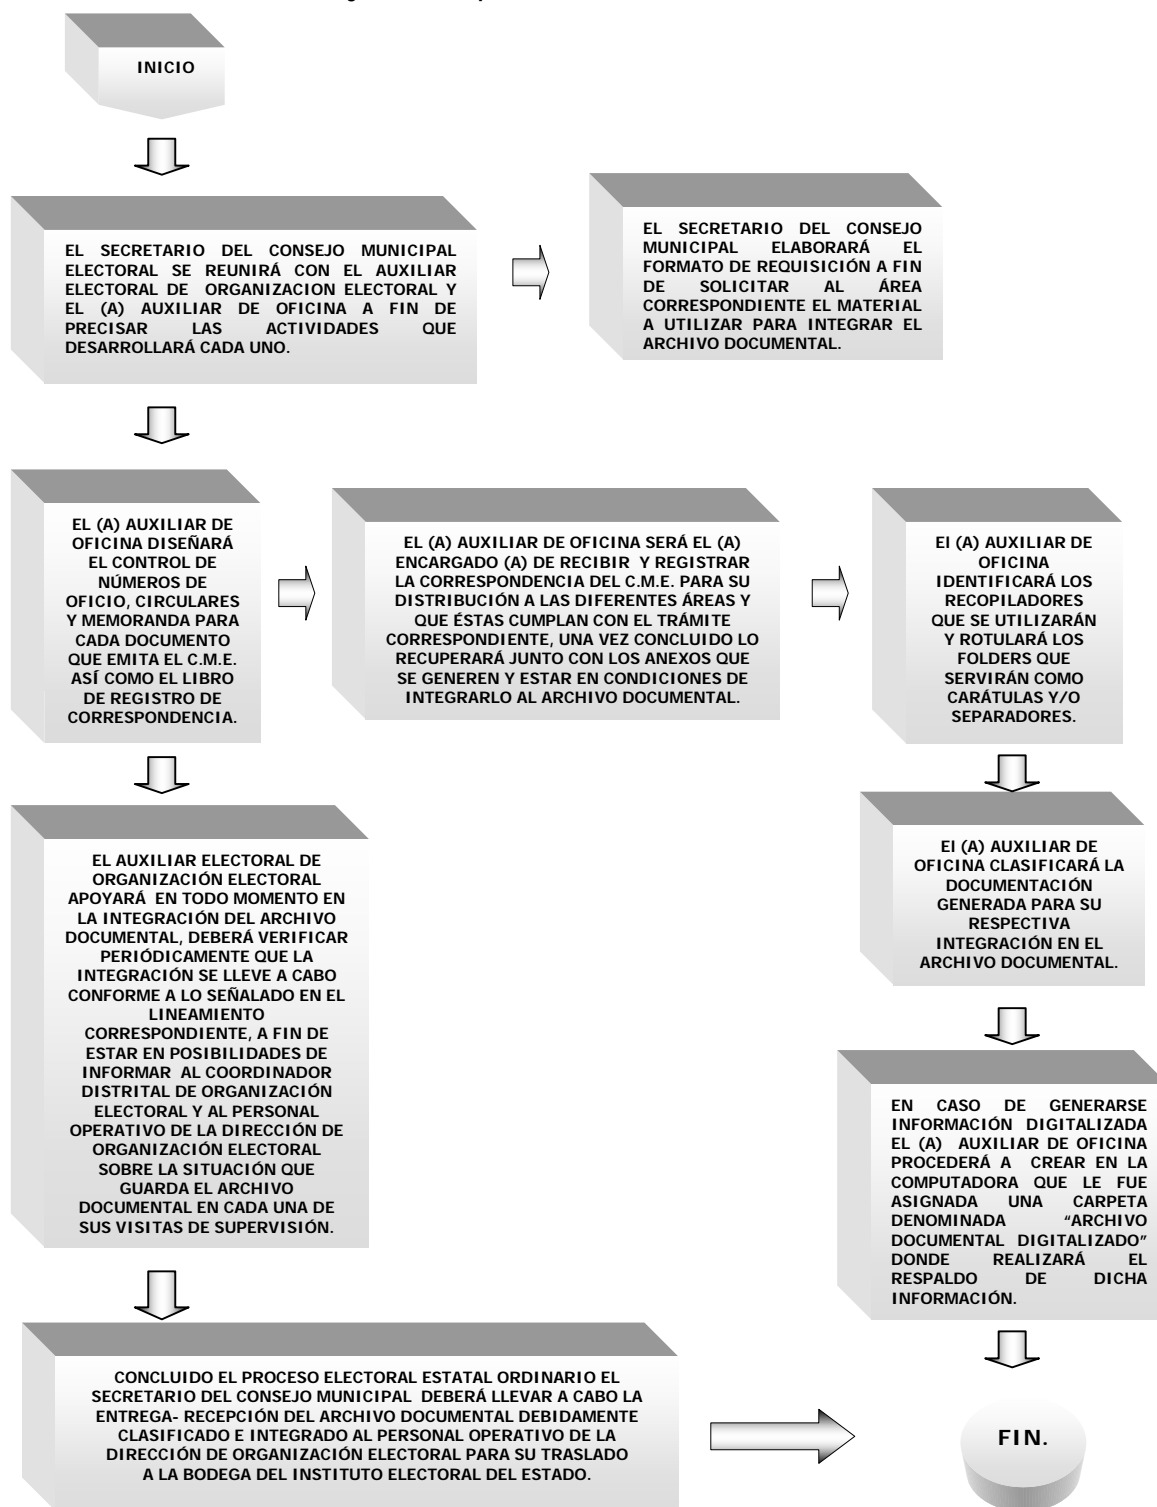 INICIO
EL SECRETARIO DEL CONSEJO MUNICIPAL
ELECTORAL SE REUNIRÁ CON EL AUXILIAR
ELECTORAL DE ORGANIZACION ELECTORAL Y
EL (A) AUXILIAR DE OFICINA A FIN DE
PRECISAR LAS ACTIVIDADES QUE
DESARROLLARÁ CADA UNO.
EL SECRETARIO DEL CONSEJO
MUNICIPAL ELABORARÁ EL
FORMATO DE REQUISICIÓN A FIN
DE SOLICITAR AL ÁREA
CORRESPONDIENTE EL MATERIAL
A UTILIZAR PARA INTEGRAR EL
ARCHIVO DOCUMENTAL.
EL (A) AUXILIAR DE
OFICINA DISEÑARÁ
EL CONTROL DE
NÚMEROS DE
OFICIO, CIRCULARES
Y MEMORANDA PARA
CADA DOCUMENTO
QUE EMITA EL C.M.E.
ASÍ COMO EL LIBRO
DE REGISTRO DE
CORRESPONDENCIA.
EL (A) AUXILIAR DE OFICINA SERÁ EL (A)
ENCARGADO (A) DE RECIBIR Y REGISTRAR
LA CORRESPONDENCIA DEL C.M.E. PARA SU
DISTRIBUCIÓN A LAS DIFERENTES ÁREAS Y
QUE ÉSTAS CUMPLAN CON EL TRÁMITE
CORRESPONDIENTE, UNA VEZ CONCLUIDO LO
RECUPERARÁ JUNTO CON LOS ANEXOS QUE
SE GENEREN Y ESTAR EN CONDICIONES DE
INTEGRARLO AL ARCHIVO DOCUMENTAL.
El (A) AUXILIAR DE
OFICINA
IDENTIFICARÁ LOS
RECOPILADORES
QUE SE UTILIZARÁN
Y ROTULARÁ LOS
FOLDERS QUE
SERVIRÁN COMO
CARÁTULAS Y/O
SEPARADORES.
EL AUXILIAR ELECTORAL DE
ORGANIZACIÓN ELECTORAL
APOYARÁ EN TODO MOMENTO EN
LA INTEGRACIÓN DEL ARCHIVO
DOCUMENTAL, DEBERÁ VERIFICAR
PERIÓDICAMENTE QUE LA
INTEGRACIÓN SE LLEVE A CABO
CONFORME A LO SEÑALADO EN EL
LINEAMIENTO
CORRESPONDIENTE, A FIN DE
ESTAR EN POSIBILIDADES DE
INFORMAR AL COORDINADOR
DISTRITAL DE ORGANIZACIÓN
ELECTORAL Y AL PERSONAL
OPERATIVO DE LA DIRECCIÓN DE
ORGANIZACIÓN ELECTORAL
SOBRE LA SITUACIÓN QUE
GUARDA EL ARCHIVO
DOCUMENTAL EN CADA UNA DE
SUS VISITAS DE SUPERVISIÓN.
El (A) AUXILIAR DE
OFICINA CLASIFICARÁ LA
DOCUMENTACIÓN
GENERADA PARA SU
RESPECTIVA
INTEGRACIÓN EN EL
ARCHIVO DOCUMENTAL.
EN CASO DE GENERARSE
INFORMACIÓN DIGITALIZADA
EL (A) AUXILIAR DE OFICINA
PROCEDERÁ A CREAR EN LA
COMPUTADORA QUE LE FUE
ASIGNADA UNA CARPETA
DENOMINADA “ARCHIVO
DOCUMENTAL DIGITALIZADO”
DONDE REALIZARÁ EL
RESPALDO DE DICHA
INFORMACIÓN.
CONCLUIDO EL PROCESO ELECTORAL ESTATAL ORDINARIO EL
SECRETARIO DEL CONSEJO MUNICIPAL DEBERÁ LLEVAR A CABO LA
ENTREGA- RECEPCIÓN DEL ARCHIVO DOCUMENTAL DEBIDAMENTE
CLASIFICADO E INTEGRADO AL PERSONAL OPERATIVO DE LA
DIRECCIÓN DE ORGANIZACIÓN ELECTORAL PARA SU TRASLADO
A LA BODEGA DEL INSTITUTO ELECTORAL DEL ESTADO.
FIN.